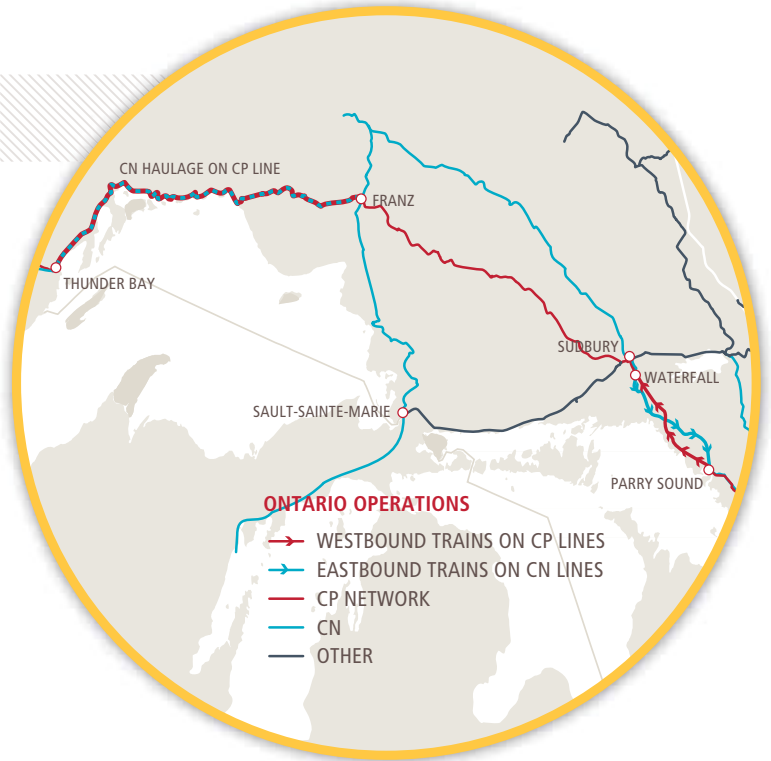 CN HAULAGE ON CP LINE
FRANZ
THUNDER BAY
SUDBURY
WATERFALL
SAULT-SAINTE-MARIE
PARRY SOUND
ONTARIO OPERATIONS
WESTBOUND TRAINS ON CP LINES
EASTBOUND TRAINS ON CN LINES
CP NETWORK
CN
OTHER